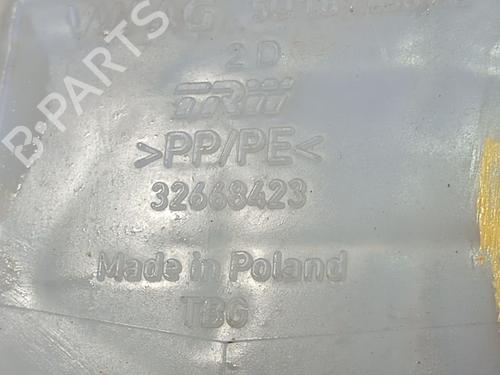 2 D
TRW
>PP/PE<
32668423
Made in Poland
TBG
B-PARTS